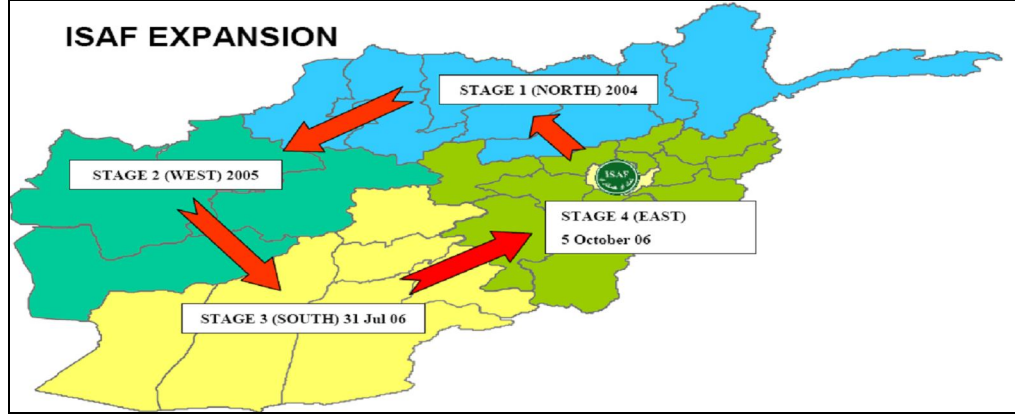 ISAF EXPANSION
STAGE 1 (NORTH) 2004
STAGE 2 (WEST) 2005
ISAF
STAGE 4 (EAST)
5 October 06
STAGE 3 (SOUTH) 31 Jul 06